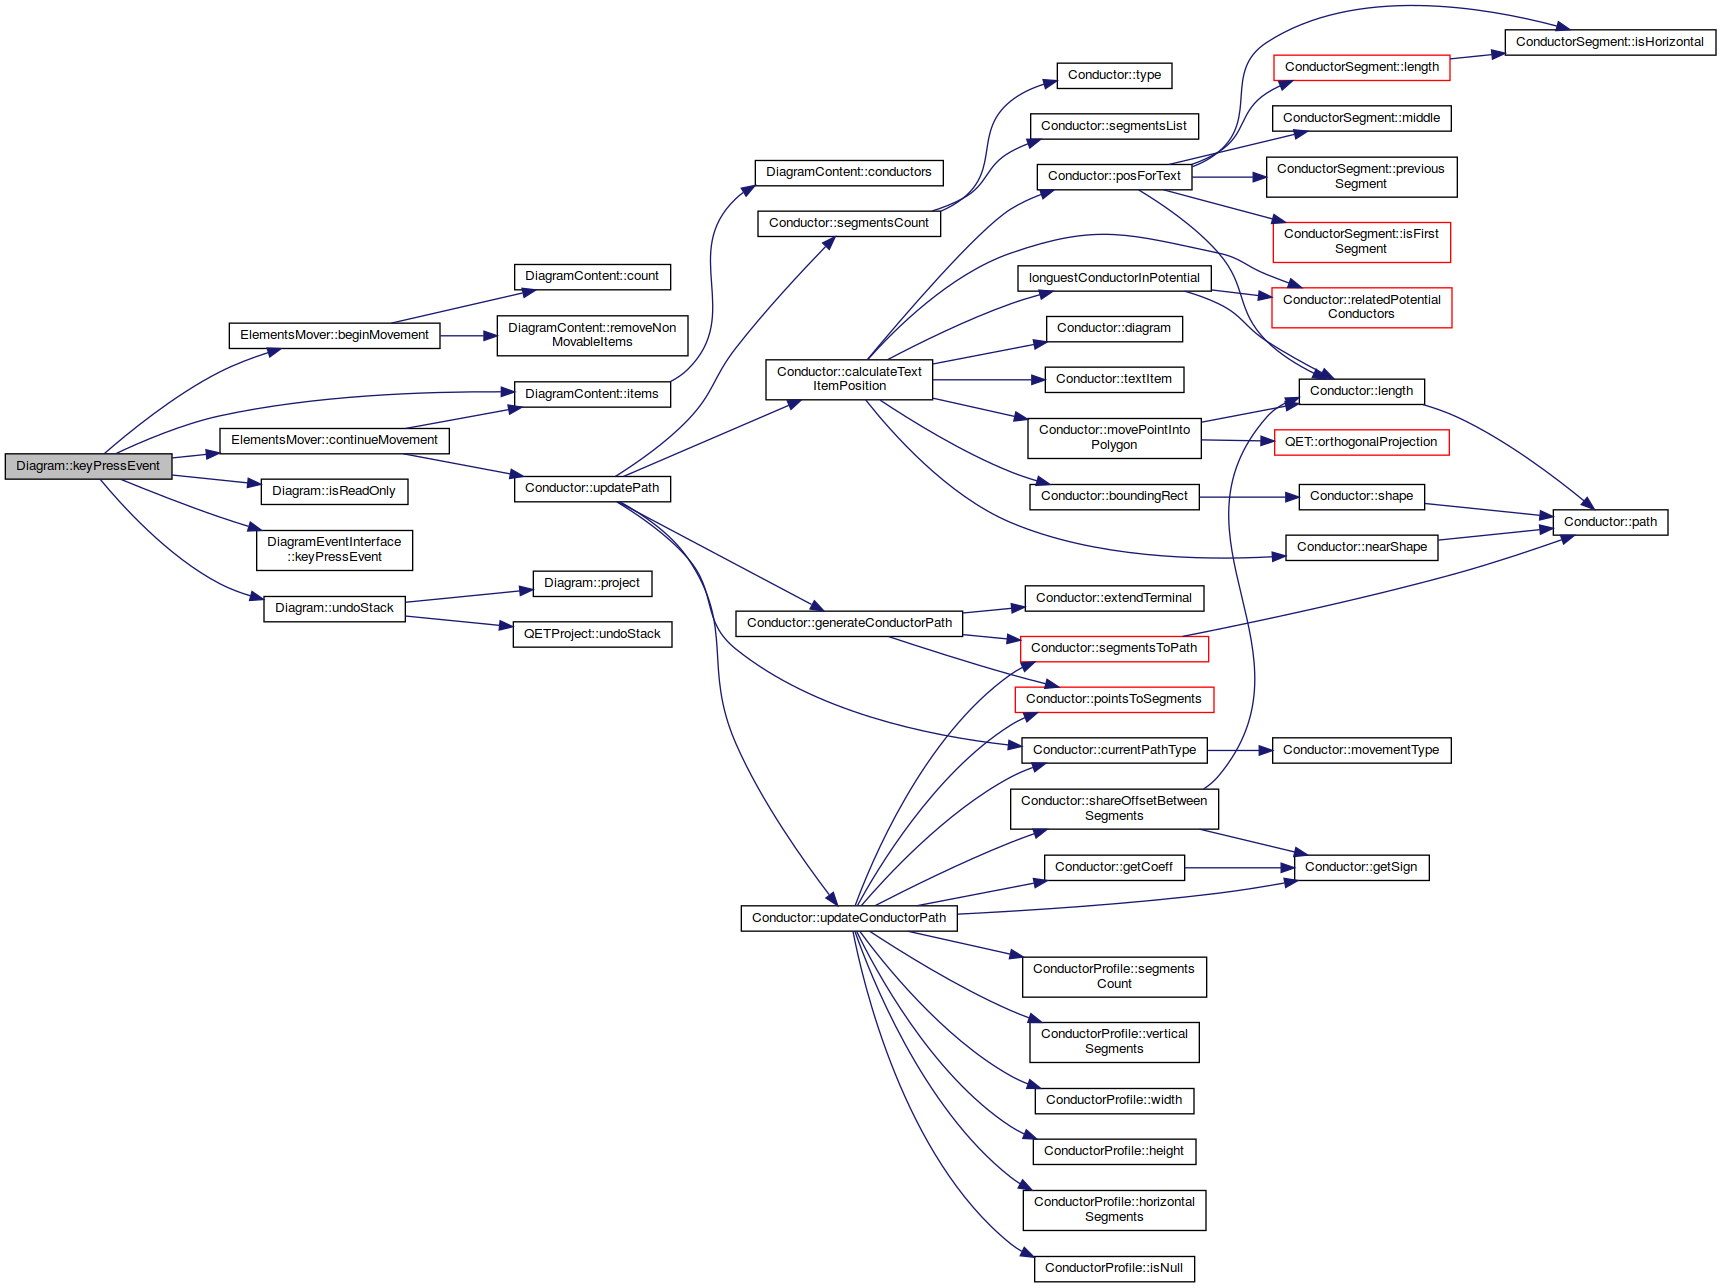 Diagram::keyPressEvent
ElementsMover::beginMovement
DiagramContent::count
DiagramContent::removeNon
MovableItems
DiagramContent::items
DiagramContent::conductors
ElementsMover::continueMovement
Conductor::updatePath
Conductor::segmentsCount
Conductor::type
Conductor::segmentsList
Conductor::calculateText
ItemPosition
Conductor::posForText
ConductorSegment::isHorizontal
ConductorSegment::length
ConductorSegment::middle
ConductorSegment::previous
Segment
ConductorSegment::isFirst
Segment
longuestConductorInPotential
Conductor::relatedPotential
Conductors
Conductor::diagram
Conductor::textItem
Conductor::length
Conductor::movePointInto
Polygon
QET::orthogonalProjection
Conductor::boundingRect
Conductor::shape
Conductor::path
Conductor::nearShape
Diagram::isReadOnly
DiagramEventInterface
::keyPressEvent
Diagram::undoStack
Diagram::project
QETProject::undoStack
Conductor::generateConductorPath
Conductor::extendTerminal
Conductor::segmentsToPath
Conductor::pointsToSegments
Conductor::currentPathType
Conductor::movementType
Conductor::shareOffsetBetween
Segments
Conductor::getCoeff
Conductor::getSign
Conductor::updateConductorPath
ConductorProfile::segments
Count
ConductorProfile::vertical
Segments
ConductorProfile::width
ConductorProfile::height
ConductorProfile::horizontal
Segments
ConductorProfile::isNull